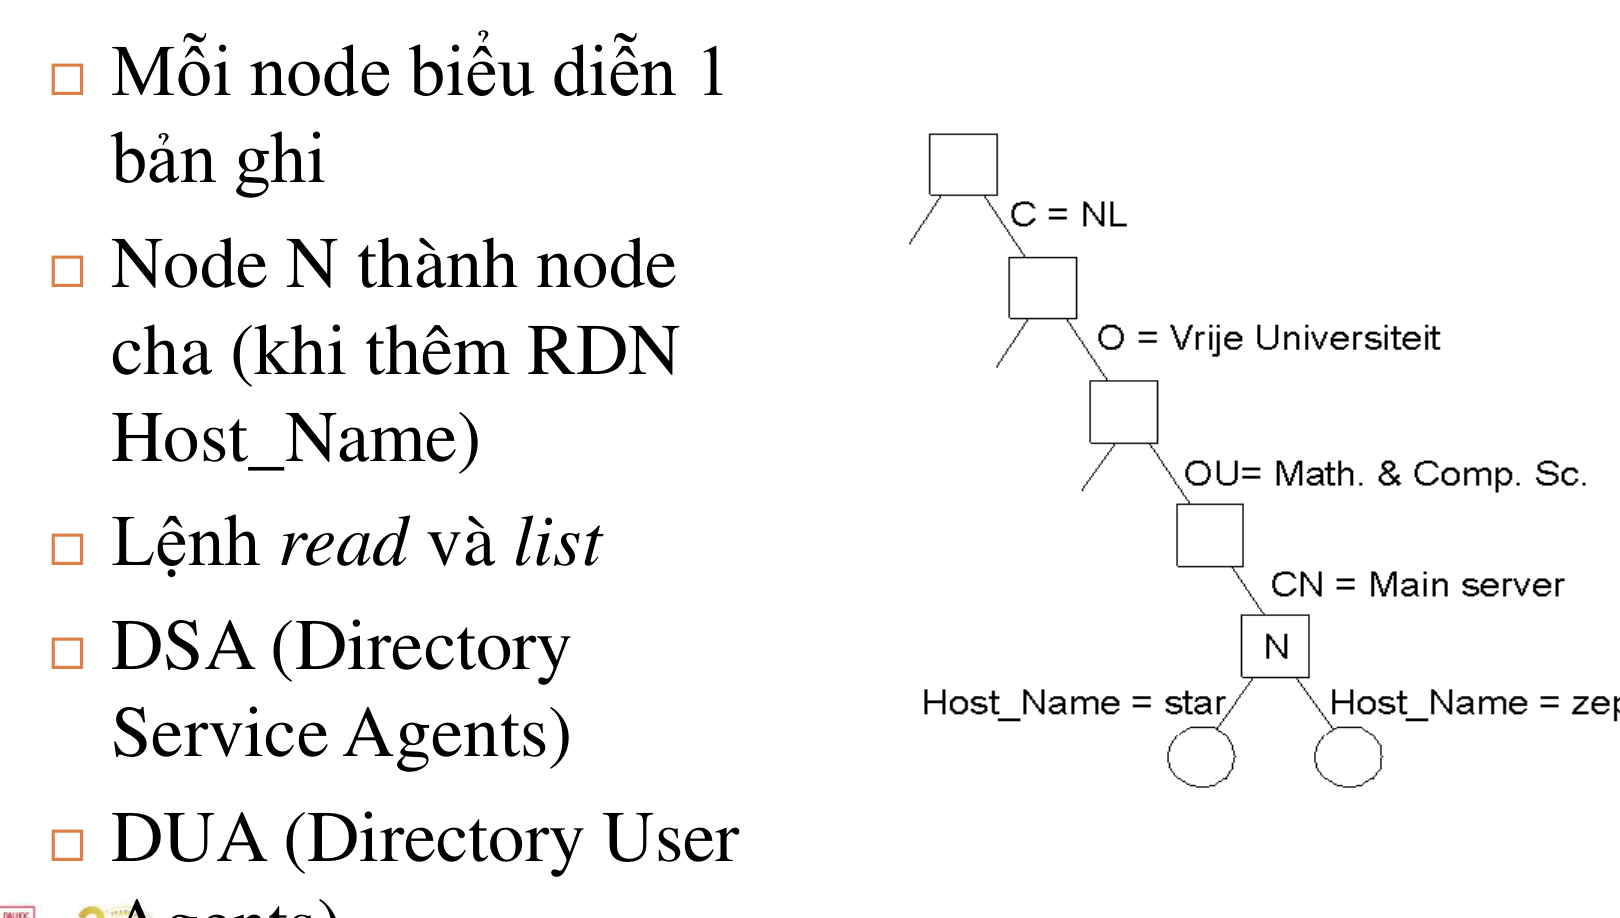 Mỗi node biểu diễn 1
bản ghi
Node N thành node
cha (khi thêm RDN
Host_Name)
Lệnh read và list
DSA (Directory
Service Agents)
DUA (Directory User
Agents)
C = NL
O = Vrije Universiteit
OU= Math. & Comp. Sc.
CN = Main server
N
Host_Name = star
Host_Name =